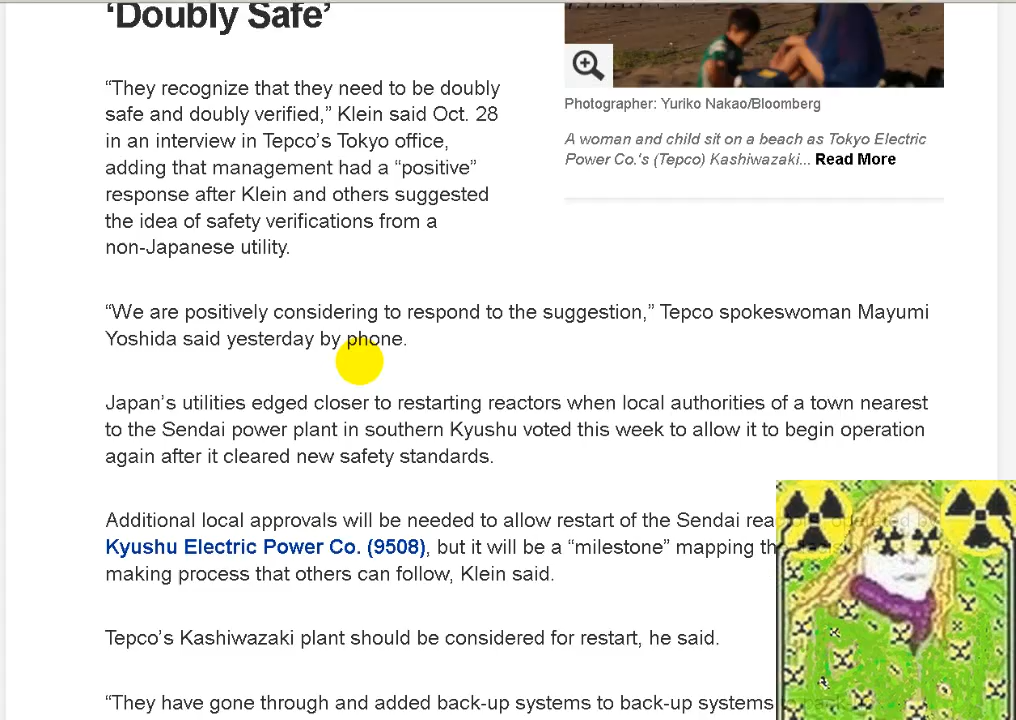 ‘Doubly Safe’
“They recognize that they need to be doubly
safe and doubly verified,” Klein said Oct. 28
in an interview in Tepco’s Tokyo office,
adding that management had a “positive”
response after Klein and others suggested
the idea of safety verifications from a
non-Japanese utility.
Photographer: Yuriko Nakao/Bloomberg
A woman and child sit on a beach as Tokyo Electric
Power Co.'s (Tepco) Kashiwazaki... Read More
“We are positively considering to respond to the suggestion,” Tepco spokeswoman Mayumi
Yoshida said yesterday by phone.
Japan’s utilities edged closer to restarting reactors when local authorities of a town nearest
to the Sendai power plant in southern Kyushu voted this week to allow it to begin operation
again after it cleared new safety standards.
Additional local approvals will be needed to allow restart of the Sendai
Kyushu Electric Power Co. (9508), but it will be a “milestone” mapping
making process that others can follow, Klein said.
Tepco’s Kashiwazaki plant should be considered for restart, he said.
“They have gone through and added back-up systems to back-up systems